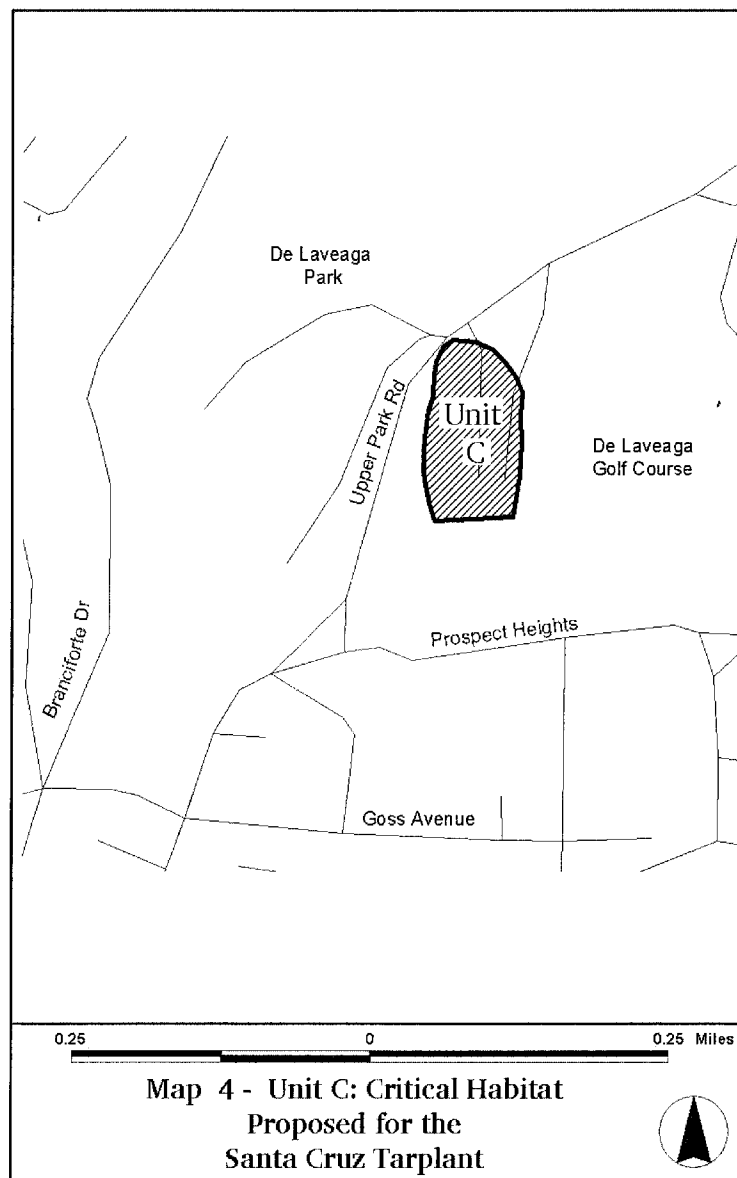 De Laveaga
Park
Upper Park Rd
Unit
C
De Laveaga
Golf Course
Branciforte Dr
Prospect Heights
Goss Avenue
0.25 0 0.25 Miles
Map 4 - Unit C: Critical Habitat
Proposed for the
Santa Cruz Tarplant